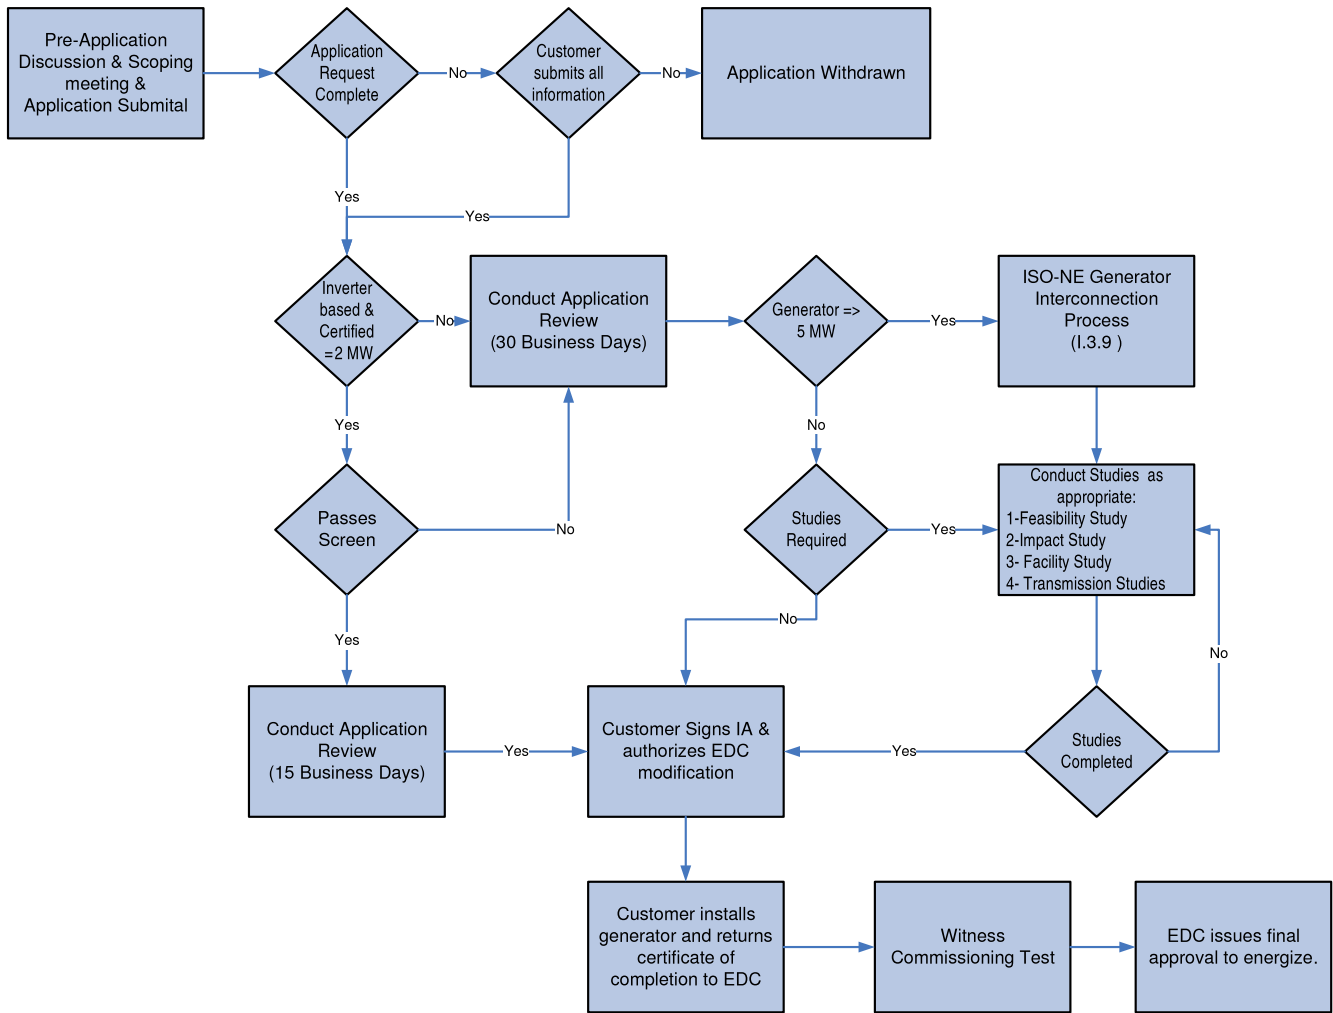 Pre-Application
Discussion & Scoping
meeting &
Application Submital
Application
Request
Complete
No
Customer
submits all
information
No
Application Withdrawn
Yes
Yes
Inverter
based &
Certified
=2 MW
No
Conduct Application
Review
(30 Business Days)
Generator =>
5 MW
Yes
ISO-NE Generator
Interconnection
Process
(I.3.9 )
Yes
No
Passes
Screen
No
Studies
Required
Yes
Conduct Studies as
appropriate:
1-Feasibility Study
2-Impact Study
3- Facility Study
4- Transmission Studies
Yes
No
No
Conduct Application
Review
(15 Business Days)
Yes
Customer Signs IA &
authorizes EDC
modification
Yes
Studies
Completed
Customer installs
generator and returns
certificate of
completion to EDC
Witness
Commissioning Test
EDC issues final
approval to energize.